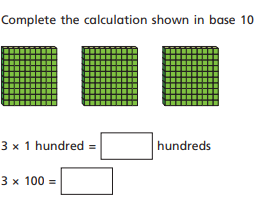 Complete the calculation shown in base 10
3 × 1 hundred = hundreds
3 × 100 =